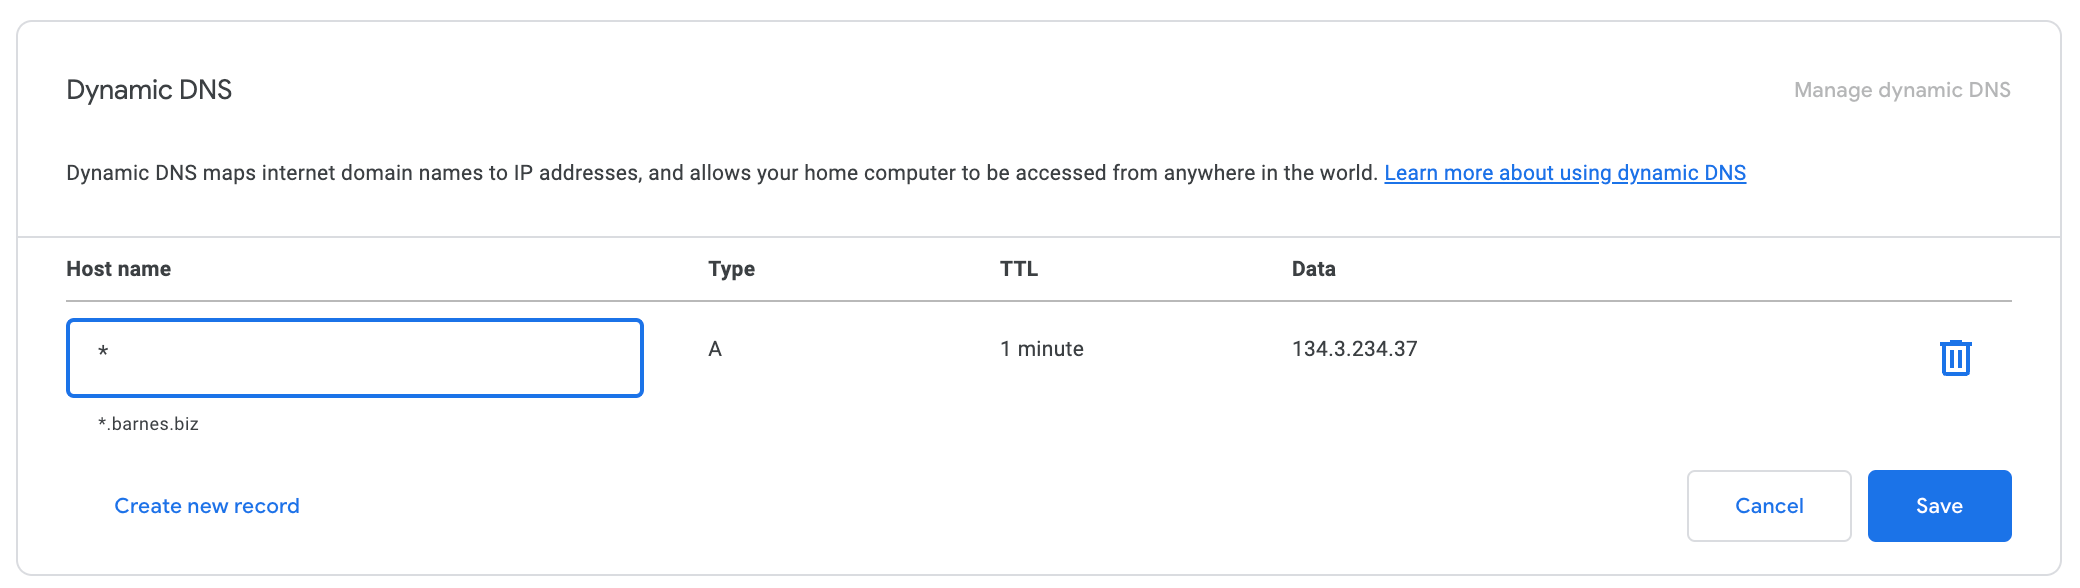 Dynamic DNS
Manage dynamic DNS
Dynamic DNS maps internet domain names to IP addresses, and allows your home computer to be accessed from anywhere in the world. Learn more about using dynamic DNS
Host name Type TTL Data
* A 1 minute 134.3.234.37
*.barnes.biz
Create new record Cancel Save